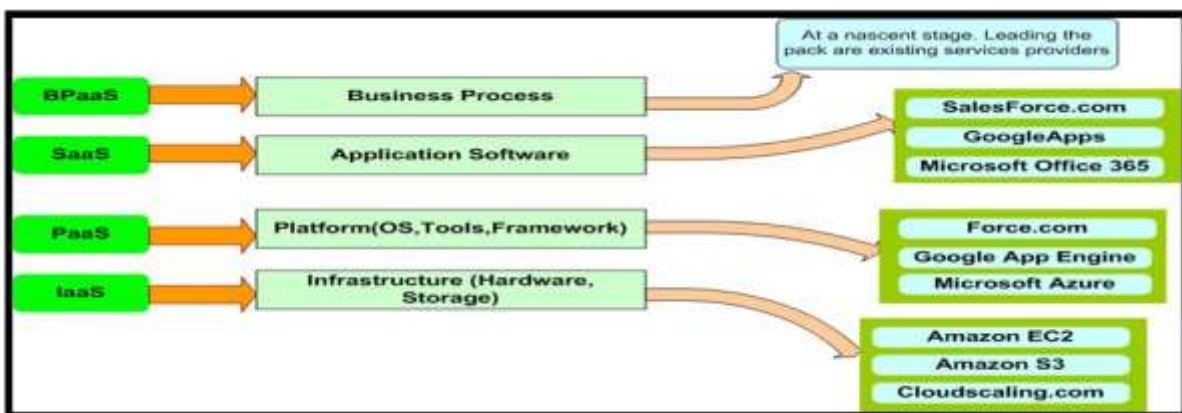 At a nascent stage. Leading the
pack are existing services providers
BPaaS
Business Process
SaaS
Application Software
SalesForce.com
GoogleApps
Microsoft Office 365
PaaS
Platform(OS,Tools,Framework)
Force.com
Google App Engine
Microsoft Azure
IaaS
Infrastructure (Hardware,
Storage)
Amazon EC2
Amazon S3
Cloudscaling.com